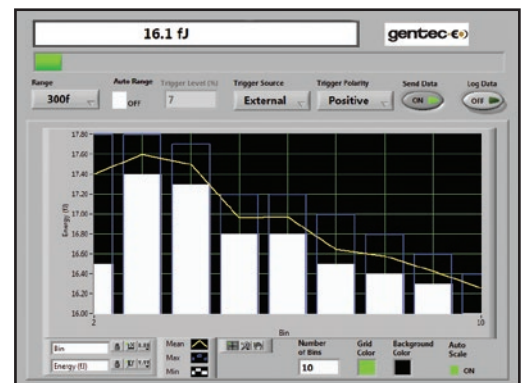 16.1 fJ
gentec-EO
Range
Auto Range
Trigger Level (%)
Trigger Source
Trigger Polarity
Send Data
Log Data
300f
OFF
7
External
Positive
ON
OFF
17.80
17.60
17.40
17.20
17.00
16.80
16.60
16.40
16.20
16.00
Energy (fJ)
2
10
Bin
Bin
Energy (fJ)
Mean
Max
Min
Number
of Bins
10
Grid
Color
Background
Color
Auto
Scale
ON